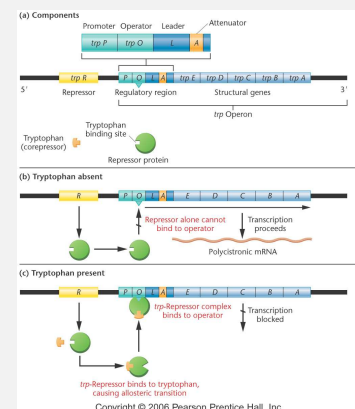 (a) Components
Promoter Operator Leader Attenuator
trp P trp O L A
trp R P O L A trp E trp D trp C trp B trp A
5' 3'
Repressor Regulatory region Structural genes
trp Operon
Tryptophan
(corepressor)
Tryptophan
binding site
Repressor protein
(b) Tryptophan absent
R P O L A E D C B A
Repressor alone cannot
bind to operator
Transcription
proceeds
Polycistronic mRNA
(c) Tryptophan present
R P O L A E D C B A
trp-Repressor complex
binds to operator
Transcription
blocked
trp-Repressor binds to tryptophan,
causing allosteric transition
Copyright © 2006 Pearson Prentice Hall, Inc.